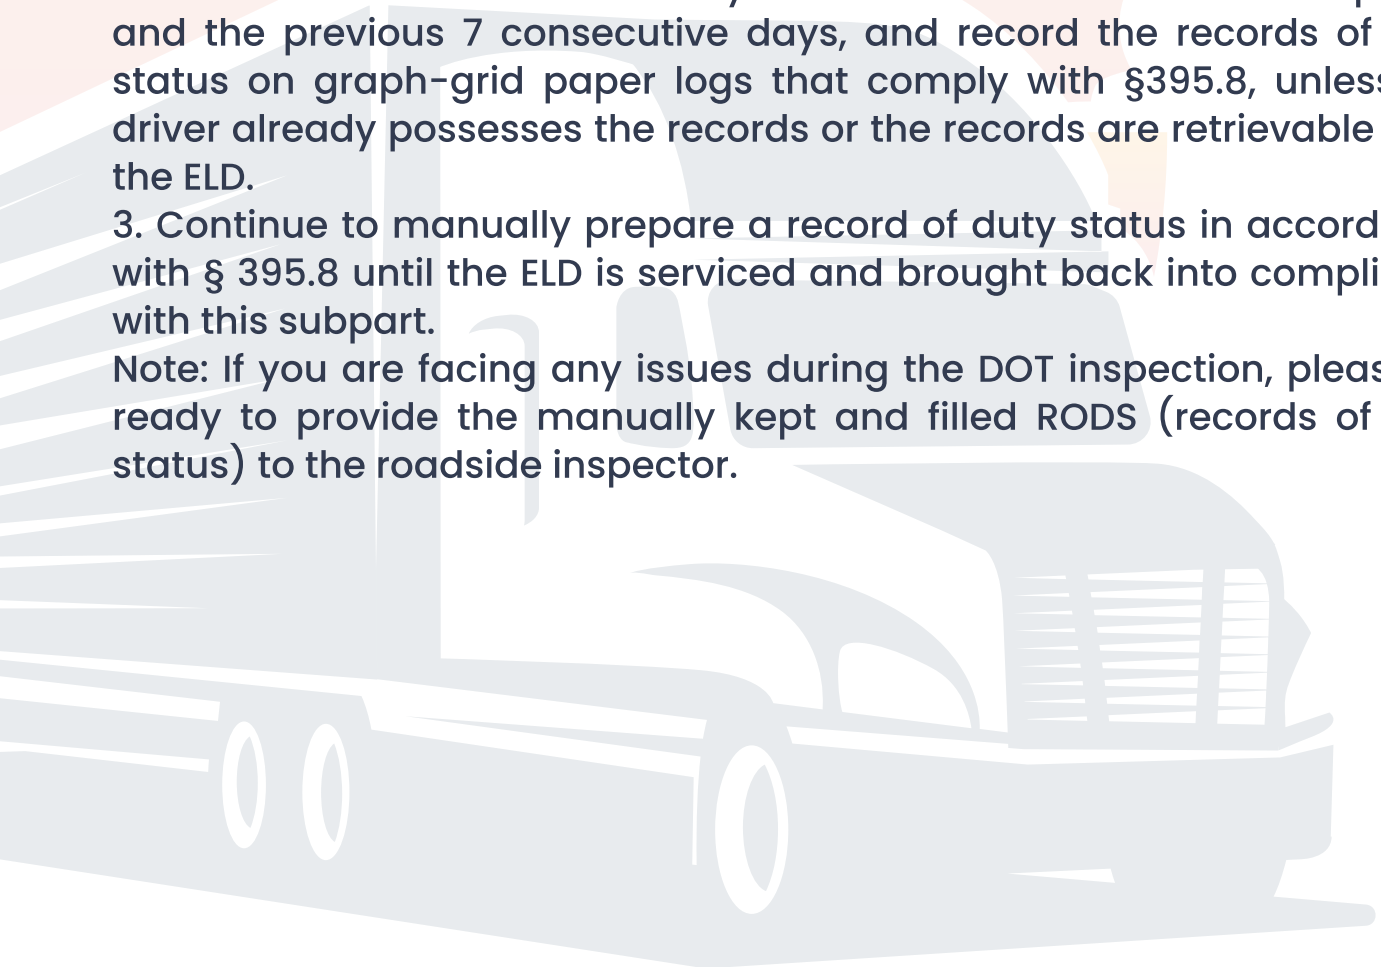 and the previous 7 consecutive days, and record the records of
status on graph-grid paper logs that comply with §395.8, unless
driver already possesses the records or the records are retrievable
the ELD.
3. Continue to manually prepare a record of duty status in accord
with § 395.8 until the ELD is serviced and brought back into compli
with this subpart.
Note: If you are facing any issues during the DOT inspection, pleas
ready to provide the manually kept and filled RODS (records of
status) to the roadside inspector.